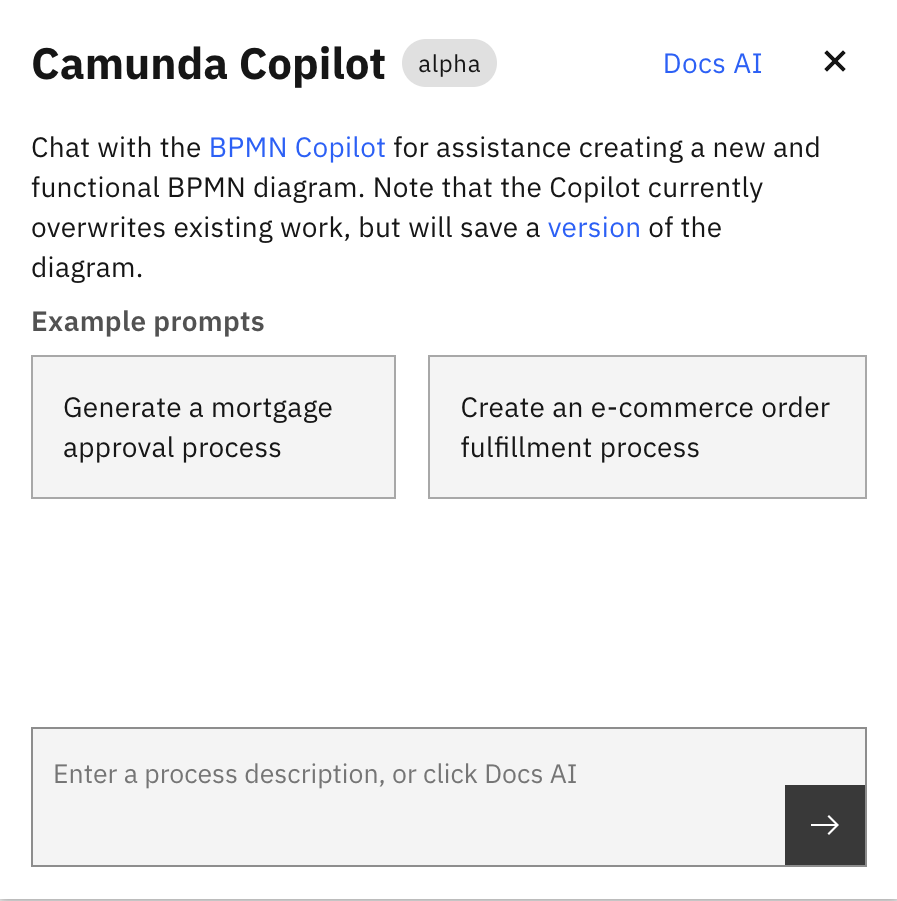 Camunda Copilot alpha Docs AI
Chat with the BPMN Copilot for assistance creating a new and
functional BPMN diagram. Note that the Copilot currently
overwrites existing work, but will save a version of the
diagram.
Example prompts
Generate a mortgage
approval process
Create an e-commerce order
fulfillment process
Enter a process description, or click Docs AI